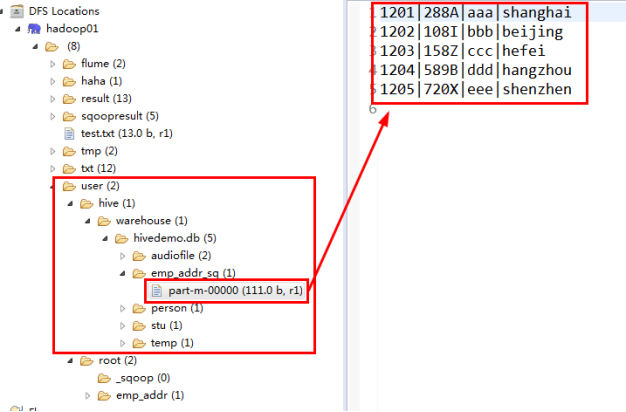 DFS Locations
hadoop01
(8)
flume (2)
haha (1)
result (13)
sqoopresult (5)
test.txt (13.0 b, r1)
tmp (2)
txt (12)
user (2)
hive (1)
warehouse (1)
hivedemo.db (5)
audiofile (2)
emp_addr_sq (1)
part-m-00000 (111.0 b, r1)
person (1)
stu (1)
temp (1)
root (2)
_sqoop (0)
emp_addr (1)
1 1201|288A|aaa|shanghai
2 1202|108I|bbb|beijing
3 1203|158Z|ccc|hefei
4 1204|589B|ddd|hangzhou
5 1205|720X|eee|shenzhen
6